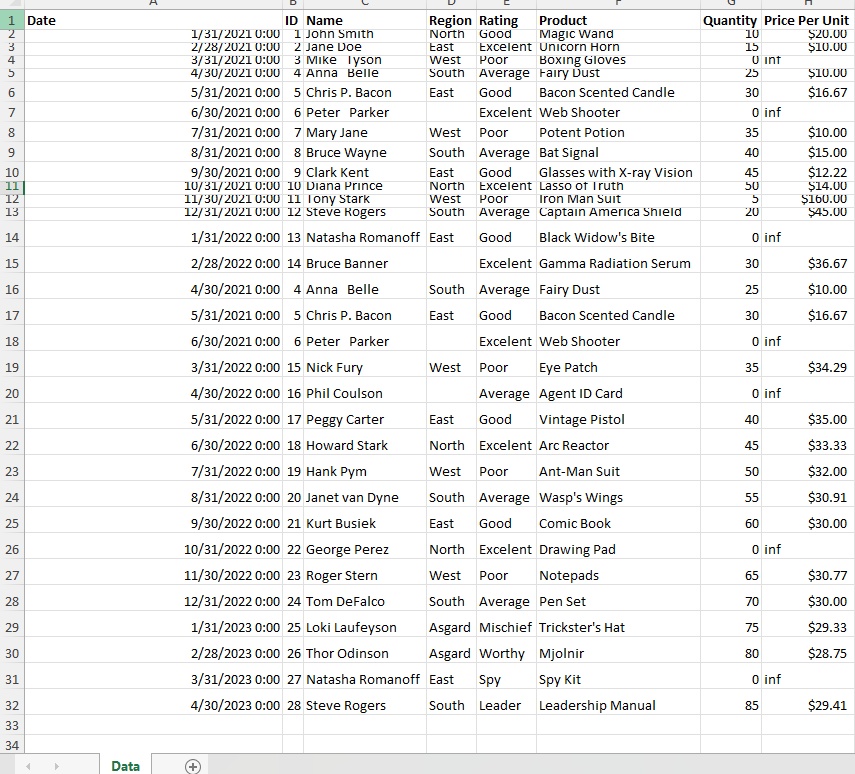 A B C D E F G H
1 Date ID Name Region Rating Product Quantity Price Per Unit
2 1/31/2021 0:00 1 John Smith North Good Magic Wand 10 $20.00
3 2/28/2021 0:00 2 Jane Doe East Excelent Unicorn Horn 15 $10.00
4 3/31/2021 0:00 3 Mike   Tyson West Poor Boxing Gloves 0 inf
5 4/30/2021 0:00 4 Anna   Belle South Average Fairy Dust 25 $10.00
6 5/31/2021 0:00 5 Chris P. Bacon East Good Bacon Scented Candle 30 $16.67
7 6/30/2021 0:00 6 Peter   Parker Excelent Web Shooter 0 inf
8 7/31/2021 0:00 7 Mary Jane West Poor Potent Potion 35 $10.00
9 8/31/2021 0:00 8 Bruce Wayne South Average Bat Signal 40 $15.00
10 9/30/2021 0:00 9 Clark Kent East Good Glasses with X-ray Vision 45 $12.22
11 10/31/2021 0:00 10 Diana Prince North Excelent Lasso of Truth 50 $14.00
12 11/30/2021 0:00 11 Tony Stark West Poor Iron Man Suit 5 $160.00
13 12/31/2021 0:00 12 Steve Rogers South Average Captain America Shield 20 $45.00
14 1/31/2022 0:00 13 Natasha Romanoff East Good Black Widow's Bite 0 inf
15 2/28/2022 0:00 14 Bruce Banner Excelent Gamma Radiation Serum 30 $36.67
16 4/30/2021 0:00 4 Anna   Belle South Average Fairy Dust 25 $10.00
17 5/31/2021 0:00 5 Chris P. Bacon East Good Bacon Scented Candle 30 $16.67
18 6/30/2021 0:00 6 Peter   Parker Excelent Web Shooter 0 inf
19 3/31/2022 0:00 15 Nick Fury West Poor Eye Patch 35 $34.29
20 4/30/2022 0:00 16 Phil Coulson Average Agent ID Card 0 inf
21 5/31/2022 0:00 17 Peggy Carter East Good Vintage Pistol 40 $35.00
22 6/30/2022 0:00 18 Howard Stark North Excelent Arc Reactor 45 $33.33
23 7/31/2022 0:00 19 Hank Pym West Poor Ant-Man Suit 50 $32.00
24 8/31/2022 0:00 20 Janet van Dyne South Average Wasp's Wings 55 $30.91
25 9/30/2022 0:00 21 Kurt Busiek East Good Comic Book 60 $30.00
26 10/31/2022 0:00 22 George Perez North Excelent Drawing Pad 0 inf
27 11/30/2022 0:00 23 Roger Stern West Poor Notepads 65 $30.77
28 12/31/2022 0:00 24 Tom DeFalco South Average Pen Set 70 $30.00
29 1/31/2023 0:00 25 Loki Laufeyson Asgard Mischief Trickster's Hat 75 $29.33
30 2/28/2023 0:00 26 Thor Odinson Asgard Worthy Mjolnir 80 $28.75
31 3/31/2023 0:00 27 Natasha Romanoff East Spy Spy Kit 0 inf
32 4/30/2023 0:00 28 Steve Rogers South Leader Leadership Manual 85 $29.41
33
34
Data